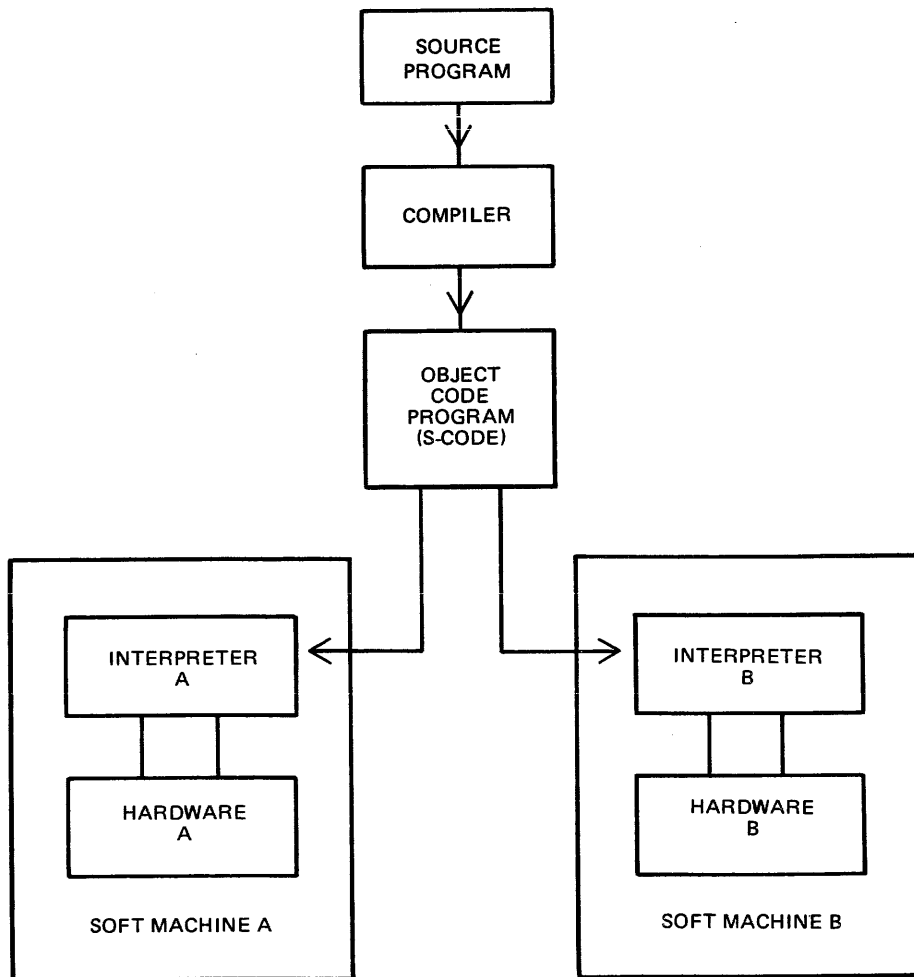 SOURCE
PROGRAM
COMPILER
OBJECT
CODE
PROGRAM
(S-CODE)
INTERPRETER
A
HARDWARE
A
SOFT MACHINE A
INTERPRETER
B
HARDWARE
B
SOFT MACHINE B